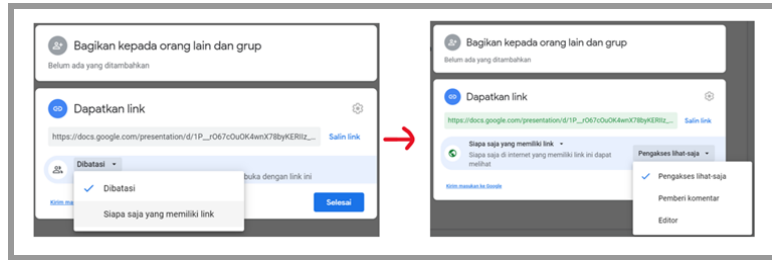 Bagikan kepada orang lain dan grup
Belum ada yang ditambahkan
Dapatkan link
https://docs.google.com/presentation/d/1P__rO67cOuOK4wnX78byKERIIz_...
Salin link
Dibatasi
buka dengan link ini
Dibatasi
Siapa saja yang memiliki link
Kirim ma
Selesai
Bagikan kepada orang lain dan grup
Belum ada yang ditambahkan
Dapatkan link
https://docs.google.com/presentation/d/1P__rO67cOuOK4wnX78byKERIIz_...
Salin link
Siapa saja yang memiliki link
Siapa saja di internet yang memiliki link ini dapat
melihat
Pengakses lihat-saja
Pengakses lihat-saja
Pemberi komentar
Editor
Kirim masukan ke Google